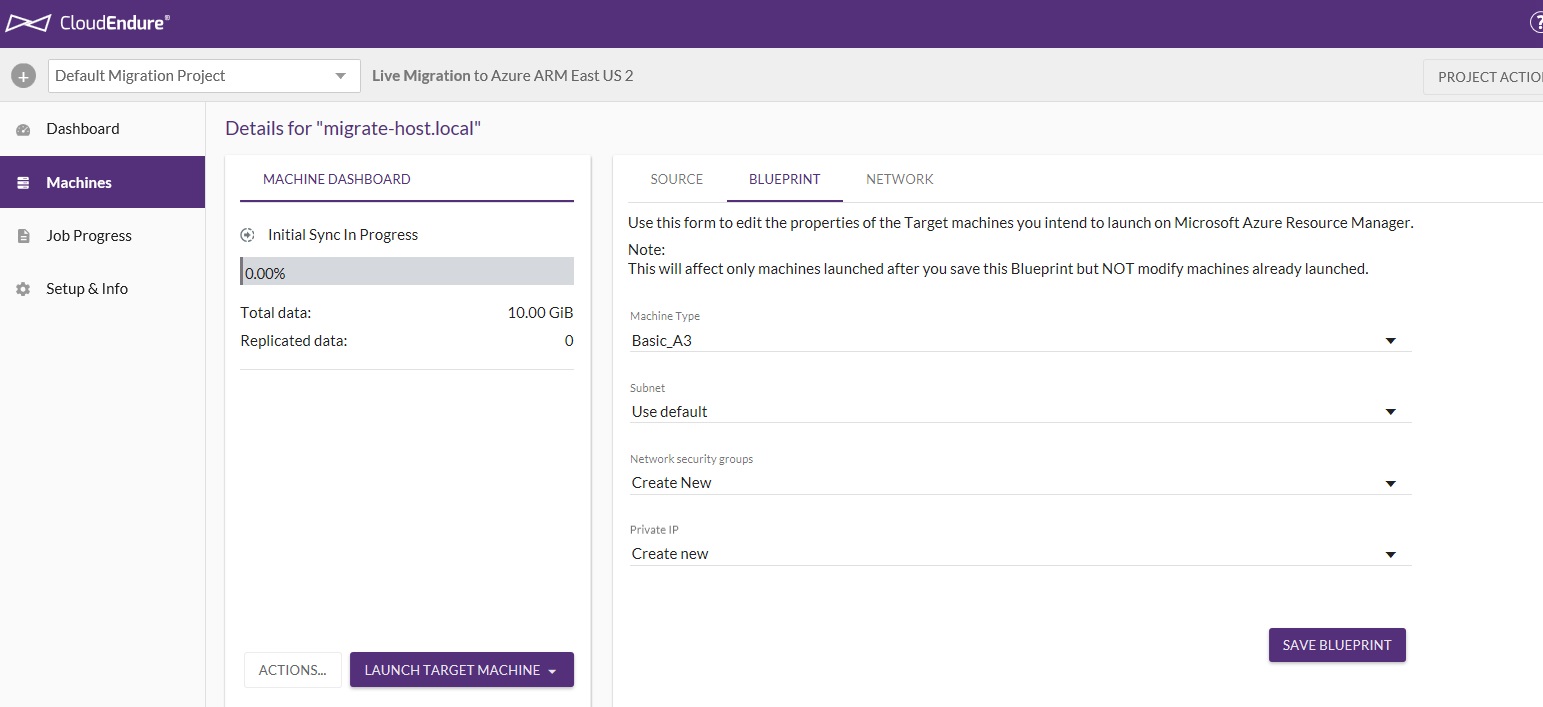 CloudEndure®
?
+
Default Migration Project
Live Migration to Azure ARM East US 2
PROJECT ACTIO
Dashboard
Machines
Job Progress
Setup & Info
Details for "migrate-host.local"
MACHINE DASHBOARD
Initial Sync In Progress
0.00%
Total data: 10.00 GiB
Replicated data: 0
ACTIONS...
LAUNCH TARGET MACHINE
SOURCE BLUEPRINT NETWORK
Use this form to edit the properties of the Target machines you intend to launch on Microsoft Azure Resource Manager.
Note:
This will affect only machines launched after you save this Blueprint but NOT modify machines already launched.
Machine Type
Basic_A3
Subnet
Use default
Network security groups
Create New
Private IP
Create new
SAVE BLUEPRINT